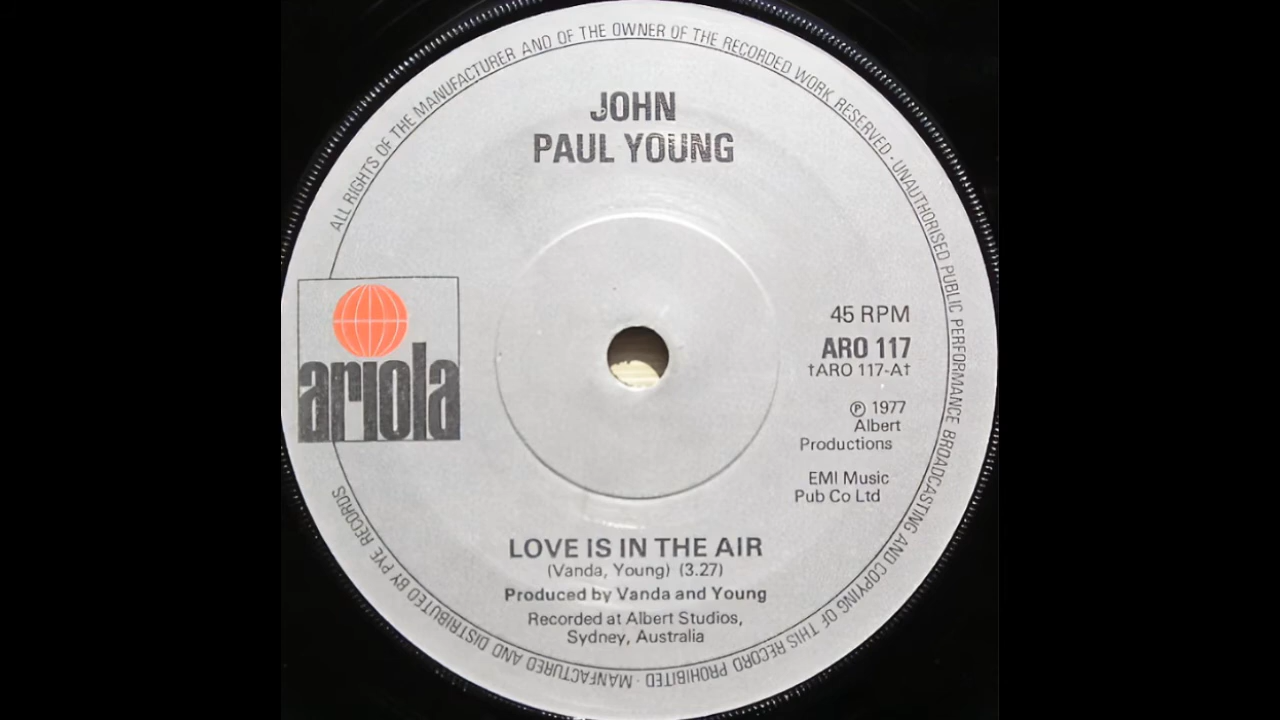 ALL RIGHTS OF THE MANUFACTURER AND OF THE OWNER OF THE RECORDED WORK RESERVED · UNAUTHORISED PUBLIC PERFORMANCE BROADCASTING AND COPYING OF THIS RECORD PROHIBITED · MANFACTURED AND DISTRIBUTED BY PYE RECORDS
JOHN
PAUL YOUNG
ariola
45 RPM
ARO 117
†ARO 117-A†
℗ 1977
Albert
Productions
EMI Music
Pub Co Ltd
LOVE IS IN THE AIR
(Vanda, Young) (3.27)
Produced by Vanda and Young
Recorded at Albert Studios,
Sydney, Australia